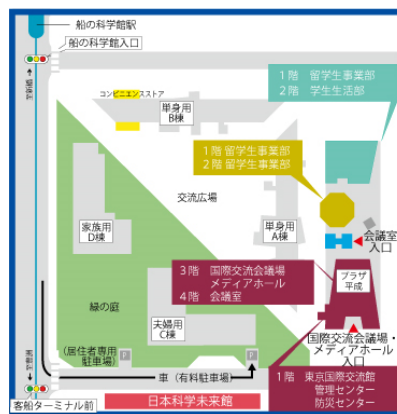 船の科学館駅
船の科学館入口
コンビニエンスストア
単身用
B棟
1階 留学生事業部
2階 学生生活部
1階 留学生事業部
2階 留学生事業部
交流広場
家族用
D棟
単身用
A棟
会議室
入口
3階 国際交流会議場
メディアホール
4階 会議室
プラザ
平成
緑の庭
夫婦用
C棟
国際交流会議場・
メディアホール
入口
(居住者専用
駐車場)
P
P
車(有料駐車場)
1階 東京国際交流館
管理センター
防災センター
客船ターミナル前
日本科学未来館